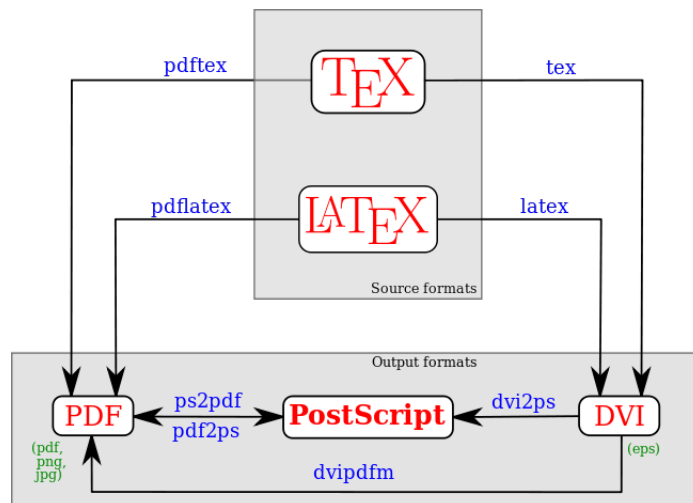 pdftex
TEX
tex
pdflatex
LATEX
latex
Source formats
Output formats
PDF
ps2pdf
pdf2ps
PostScript
dvi2ps
DVI
(pdf,
png,
jpg)
(eps)
dvipdfm